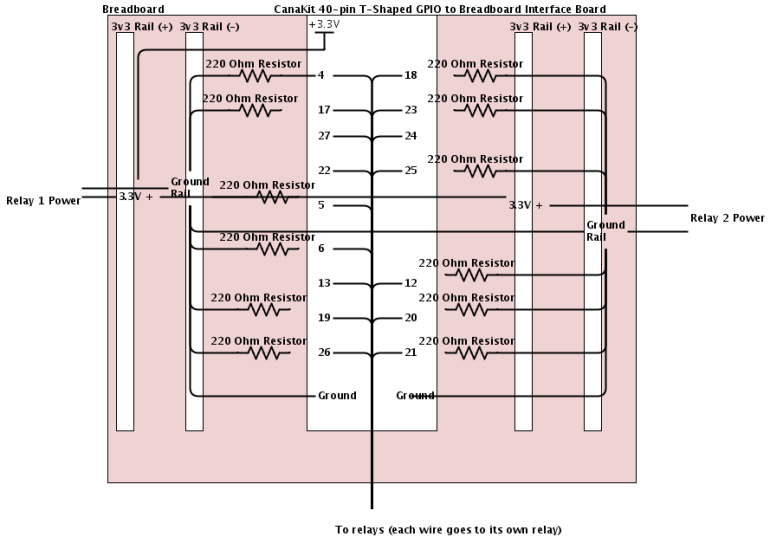 Breadboard
CanaKit 40-pin T-Shaped GPIO to Breadboard Interface Board
3v3 Rail (+)
3v3 Rail (-)
+3.3V
3v3 Rail (+)
3v3 Rail (-)
220 Ohm Resistor
4
18
220 Ohm Resistor
220 Ohm Resistor
17
23
220 Ohm Resistor
27
24
22
25
220 Ohm Resistor
Ground
Rail
220 Ohm Resistor
Relay 1 Power
3.3V +
5
3.3V +
Relay 2 Power
Ground
Rail
220 Ohm Resistor
6
220 Ohm Resistor
13
12
220 Ohm Resistor
220 Ohm Resistor
19
20
220 Ohm Resistor
26
21
220 Ohm Resistor
Ground
Ground
To relays (each wire goes to its own relay)